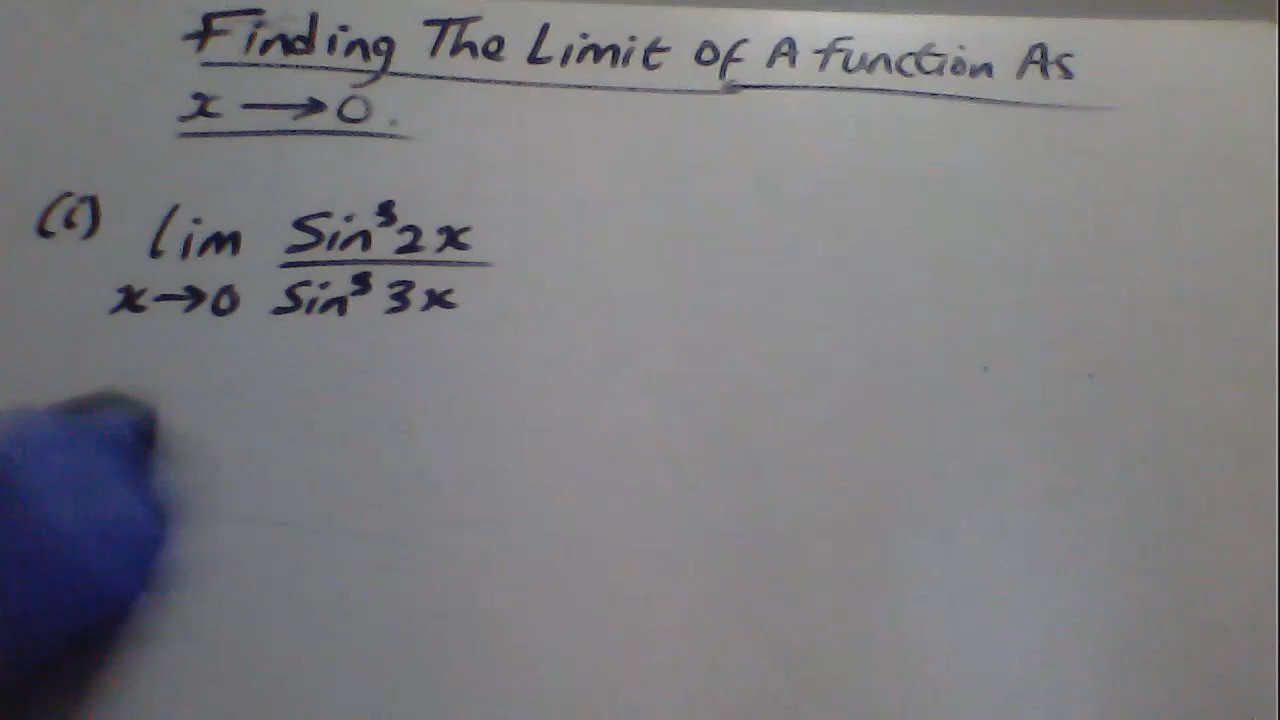 Finding The Limit Of A function As
x → 0.
(i) lim Sin³2x
x→0 Sin³3x